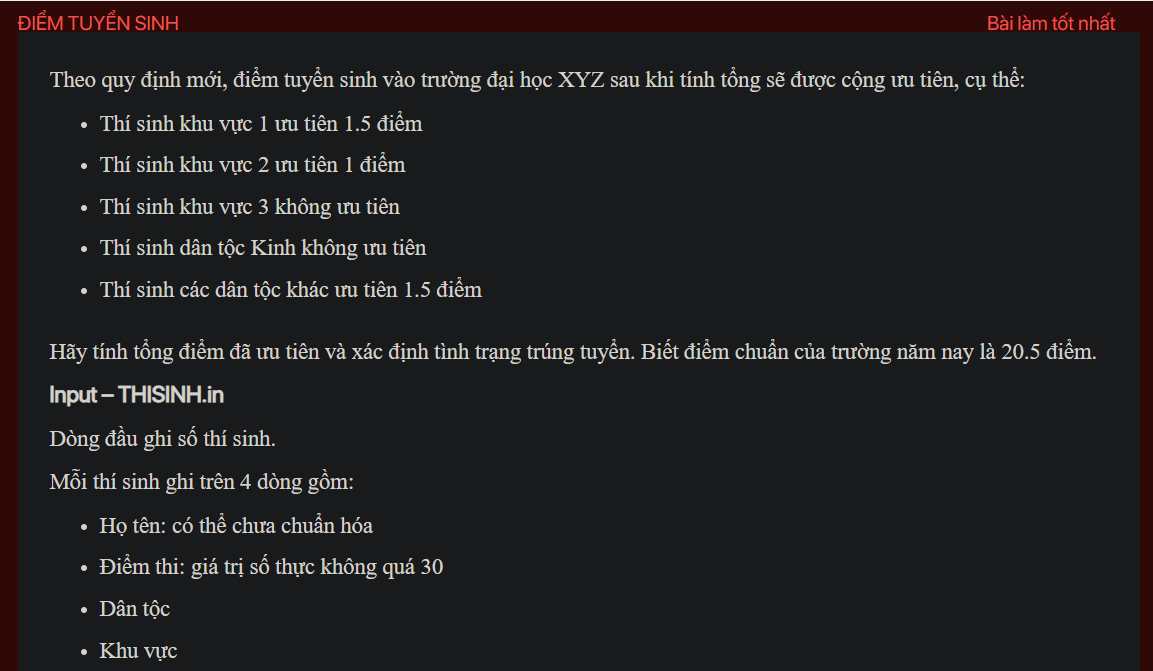 ĐIỂM TUYỂN SINH
Bài làm tốt nhất
Theo quy định mới, điểm tuyển sinh vào trường đại học XYZ sau khi tính tổng sẽ được cộng ưu tiên, cụ thể:
• Thí sinh khu vực 1 ưu tiên 1.5 điểm
• Thí sinh khu vực 2 ưu tiên 1 điểm
• Thí sinh khu vực 3 không ưu tiên
• Thí sinh dân tộc Kinh không ưu tiên
• Thí sinh các dân tộc khác ưu tiên 1.5 điểm
Hãy tính tổng điểm đã ưu tiên và xác định tình trạng trúng tuyển. Biết điểm chuẩn của trường năm nay là 20.5 điểm.
Input – THISINH.in
Dòng đầu ghi số thí sinh.
Mỗi thí sinh ghi trên 4 dòng gồm:
• Họ tên: có thể chưa chuẩn hóa
• Điểm thi: giá trị số thực không quá 30
• Dân tộc
• Khu vực